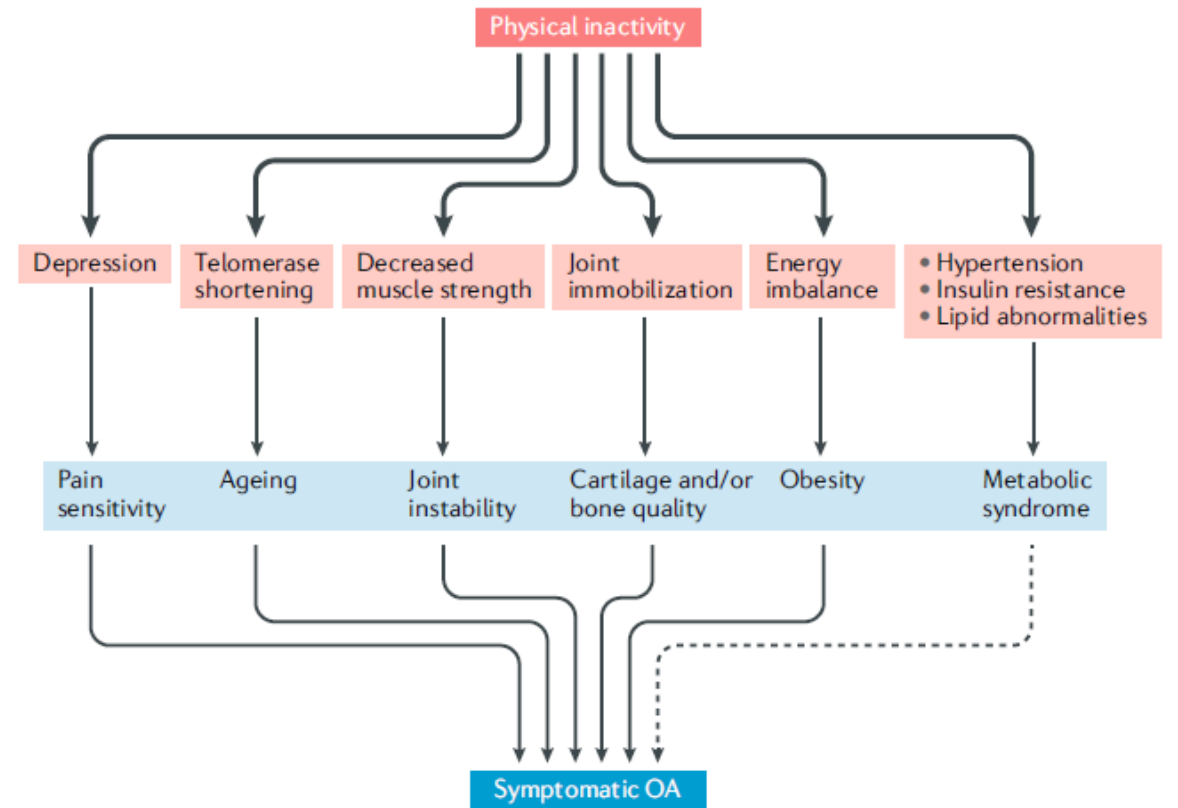 Physical inactivity
Depression
Telomerase
shortening
Decreased
muscle strength
Joint
immobilization
Energy
imbalance
• Hypertension
• Insulin resistance
• Lipid abnormalities
Pain
sensitivity
Ageing
Joint
instability
Cartilage and/or
bone quality
Obesity
Metabolic
syndrome
Symptomatic OA